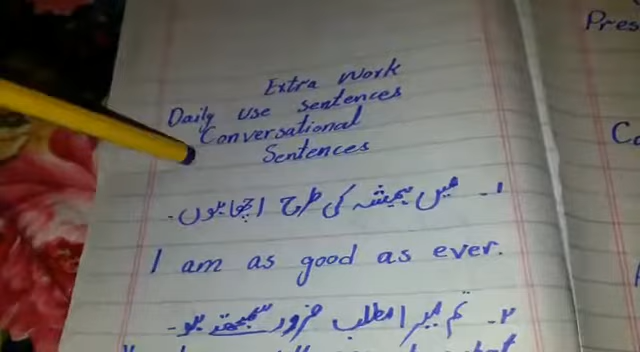 Extra Work
Daily use sentences
Conversational
Sentences
۱۔ میں ہمیشہ کی طرح اچھا ہوں۔
I am as good as ever.
۲۔ تم میرا مطلب ضرور سمجھتے ہو۔
Pres